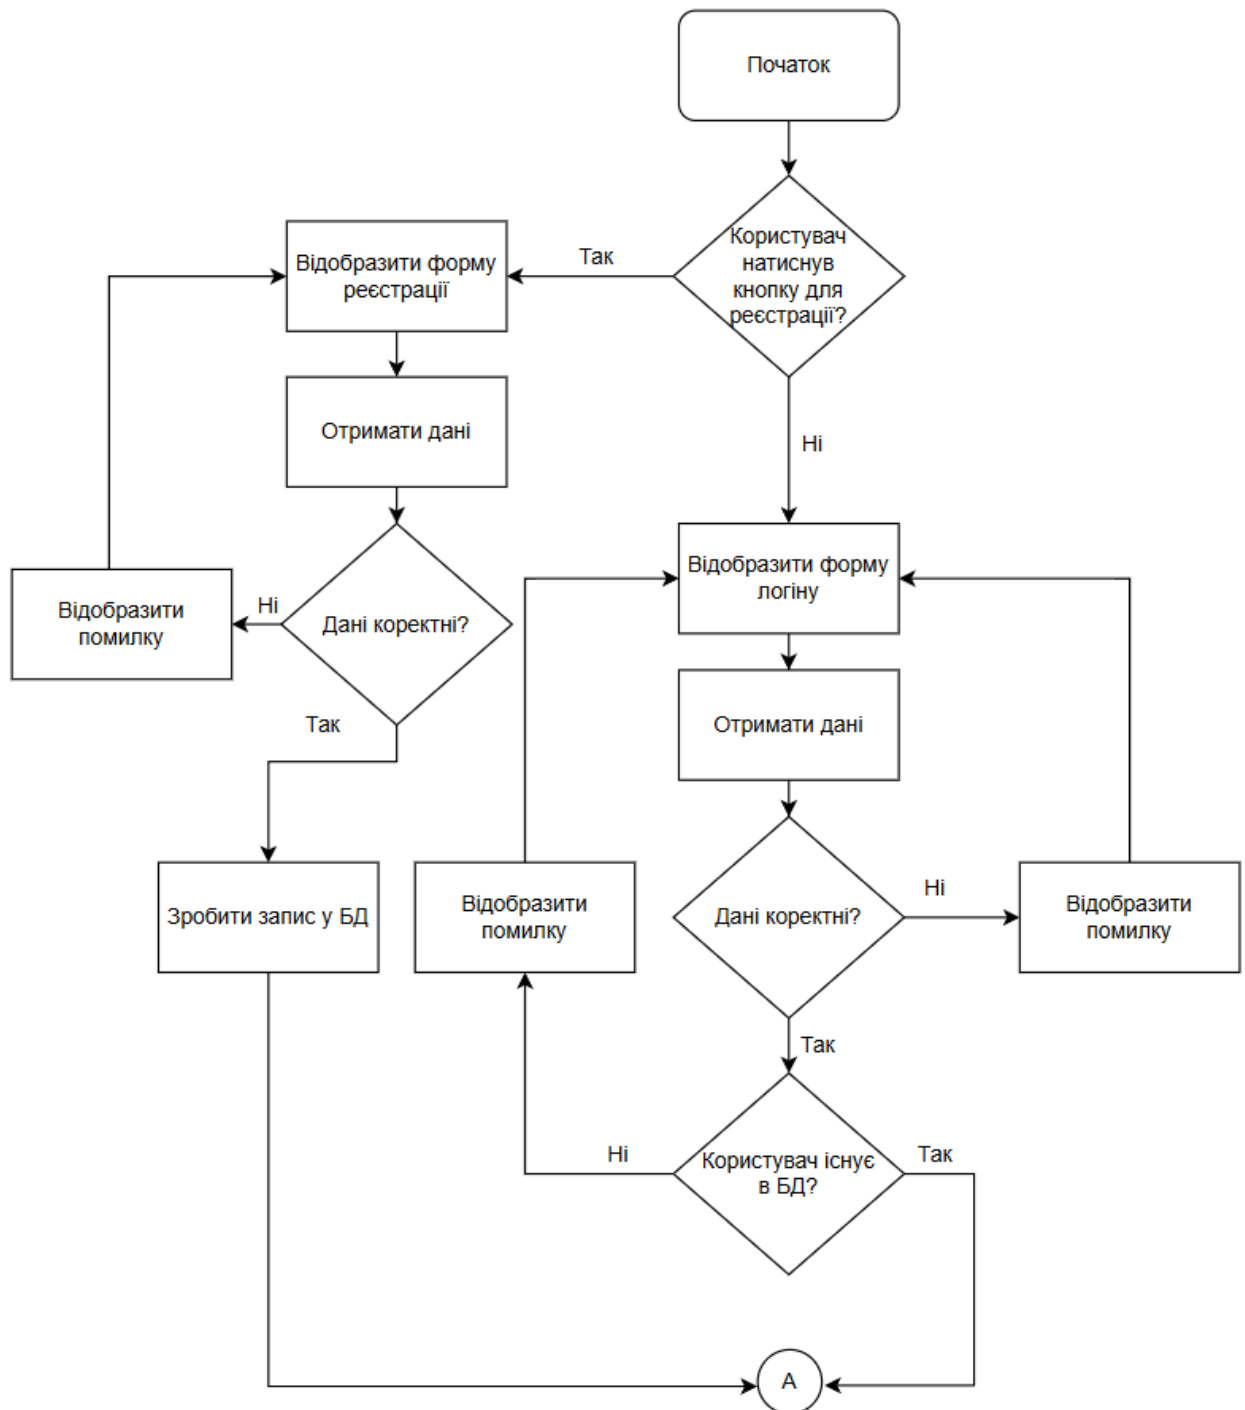 Початок
Користувач
натиснув
кнопку для
реєстрації?
Так
Відобразити форму
реєстрації
Отримати дані
Ні
Відобразити форму
логіну
Відобразити
помилку
Ні
Дані коректні?
Так
Отримати дані
Зробити запис у БД
Відобразити
помилку
Дані коректні?
Ні
Відобразити
помилку
Так
Ні
Користувач існує
в БД?
Так
А